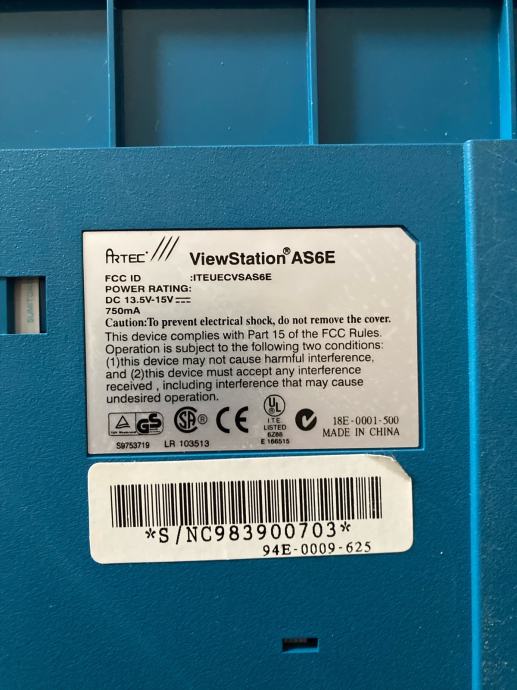 ARTEC ViewStation® AS6E
FCC ID :ITEUECVSAS6E
POWER RATING:
DC 13.5V-15V
750mA
Caution:To prevent electrical shock, do not remove the cover.
This device complies with Part 15 of the FCC Rules.
Operation is subject to the following two conditions:
(1)this device may not cause harmful interference,
and (2)this device must accept any interference
received , including interference that may cause
undesired operation.
GS SA® CE UL
I.T.E.
LISTED
6Z86
E 166515
18E-0001-500
MADE IN CHINA
S9753719 LR 103513
*S/NC983900703*
94E-0009-625